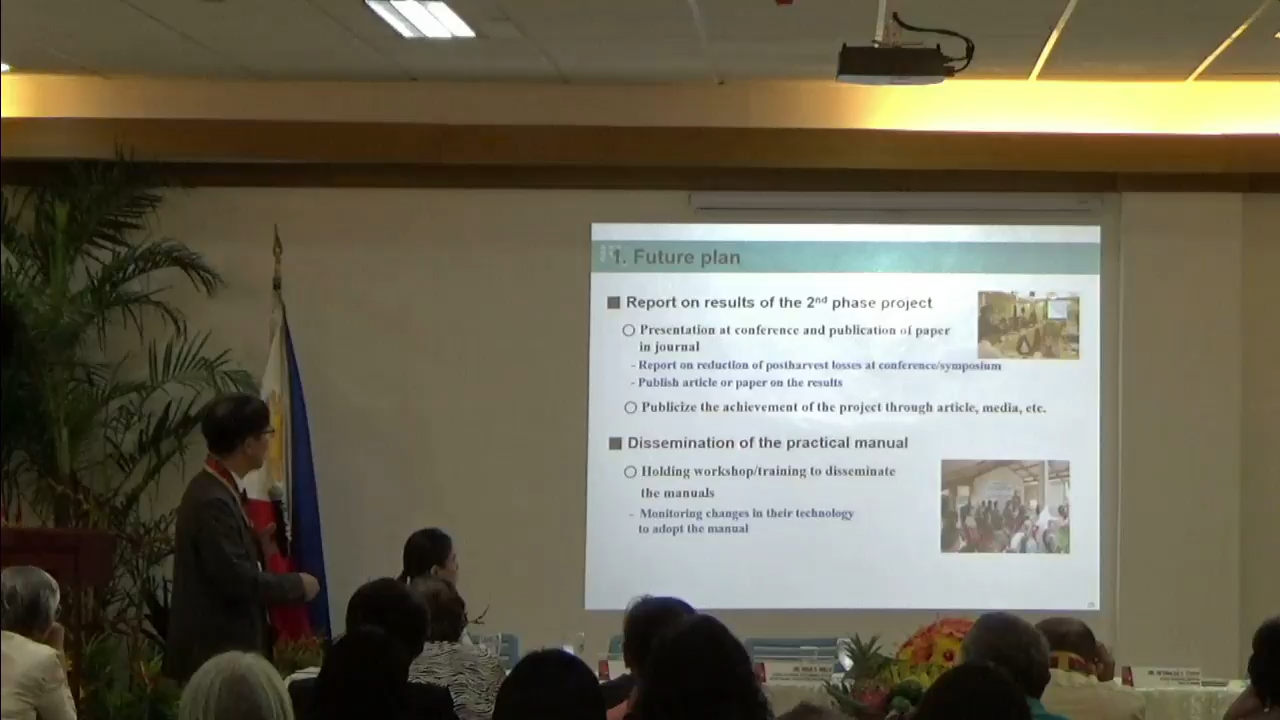 1. Future plan
Report on results of the 2nd phase project
Presentation at conference and publication of paper
in journal
- Report on reduction of postharvest losses at conference/symposium
- Publish article or paper on the results
Publicize the achievement of the project through article, media, etc.
Dissemination of the practical manual
Holding workshop/training to disseminate
the manuals
- Monitoring changes in their technology
to adopt the manual